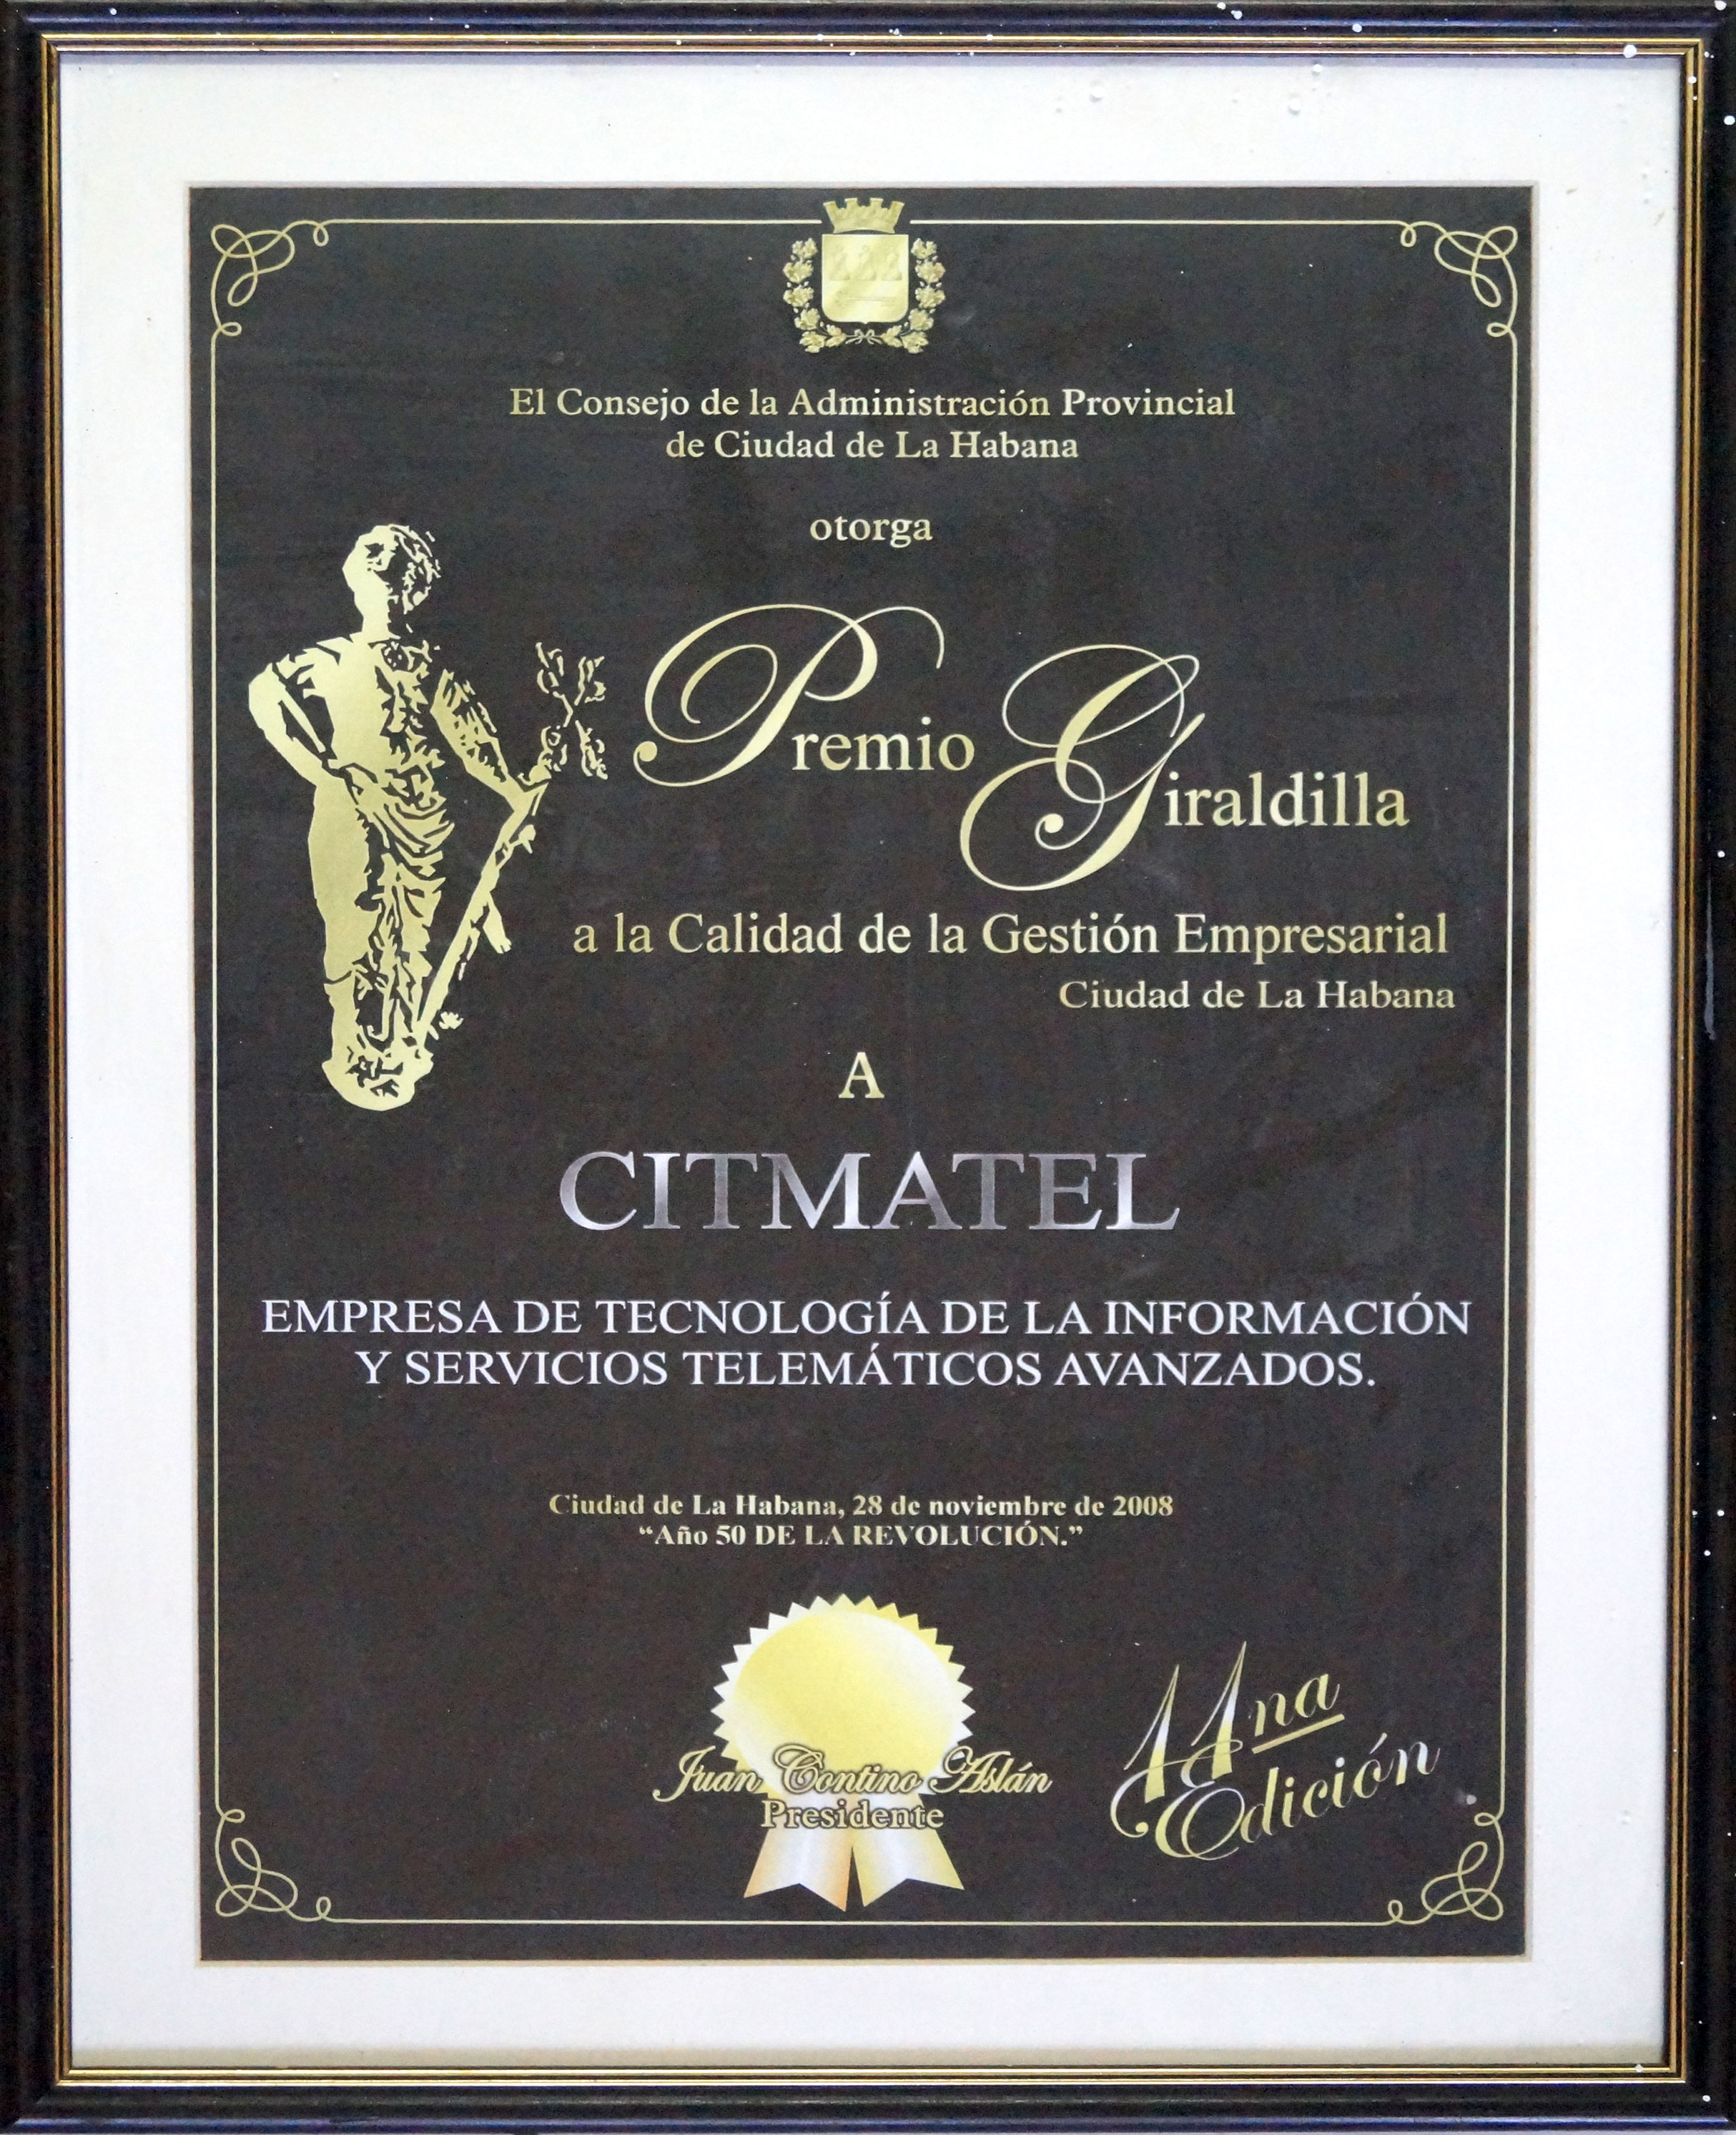 El Consejo de la Administración Provincial
de Ciudad de La Habana
otorga
Premio Giraldilla
a la Calidad de la Gestión Empresarial
Ciudad de La Habana
A
CITMATEL
EMPRESA DE TECNOLOGÍA DE LA INFORMACIÓN
Y SERVICIOS TELEMÁTICOS AVANZADOS.
Ciudad de La Habana, 28 de noviembre de 2008
“Año 50 DE LA REVOLUCIÓN.”
Juan Contino Aslán
Presidente
11na
Edición